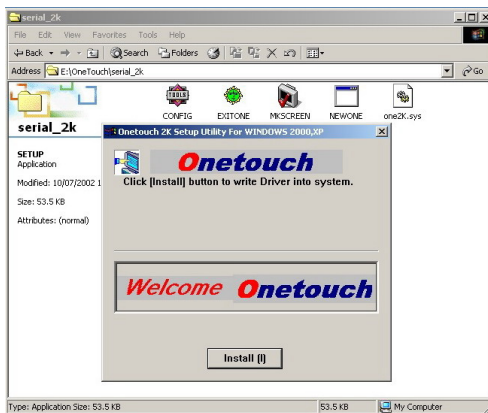 serial_2k
File Edit View Favorites Tools Help
Back Search Folders
Address E:\OneTouch\serial_2k Go
TOOLS
CONFIG EXITONE MKSCREEN NEWONE one2K.sys
serial_2k
SETUP
Application
Modified: 10/07/2002 1
Size: 53.5 KB
Attributes: (normal)
Onetouch 2K Setup Utility For WINDOWS 2000,XP
Onetouch
Click [Install] button to write Driver into system.
Welcome Onetouch
Install (I)
Type: Application Size: 53.5 KB 53.5 KB My Computer